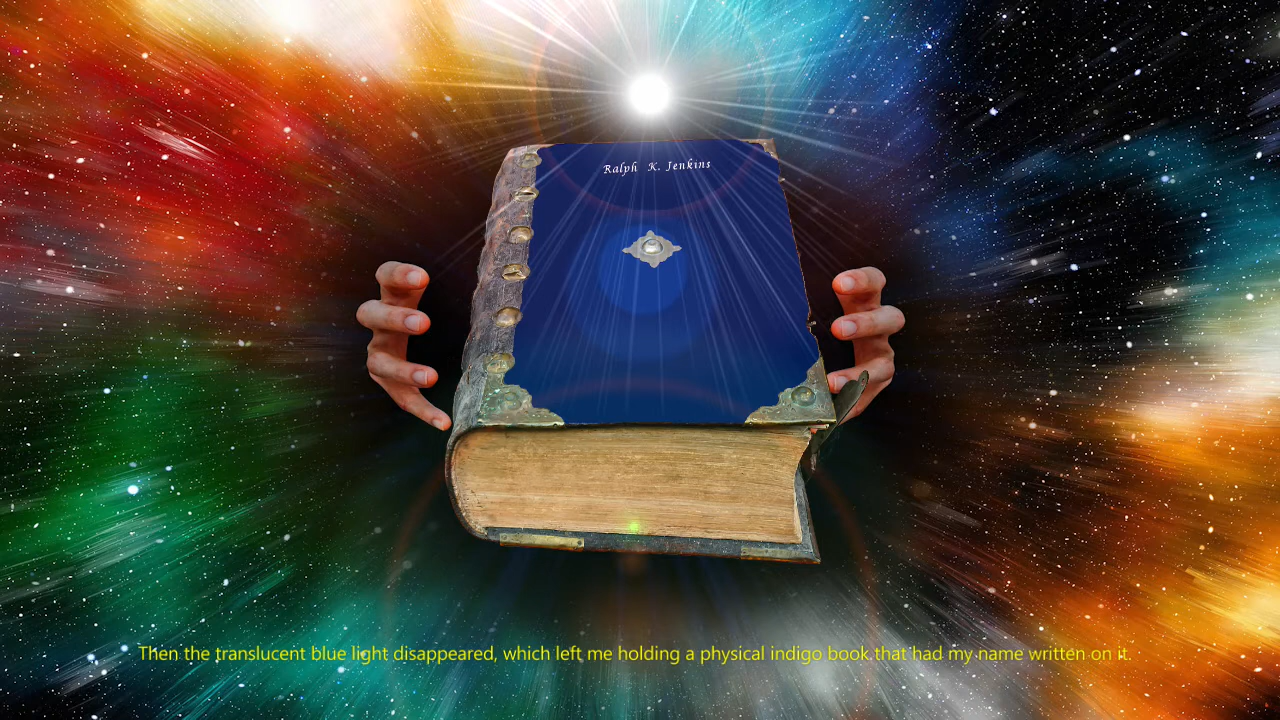 Ralph K. Jenkins
Then the translucent blue light disappeared, which left me holding a physical indigo book that had my name written on it.